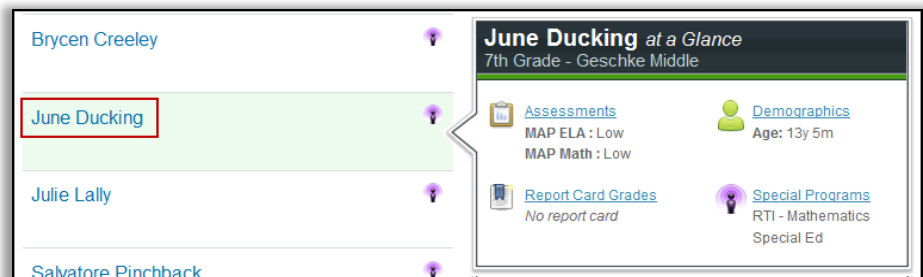 Brycen Creeley
June Ducking
Julie Lally
Salvatore Pinchback
June Ducking at a Glance
7th Grade - Geschke Middle
Assessments
MAP ELA : Low
MAP Math : Low
Demographics
Age: 13y 5m
Report Card Grades
No report card
Special Programs
RTI - Mathematics
Special Ed